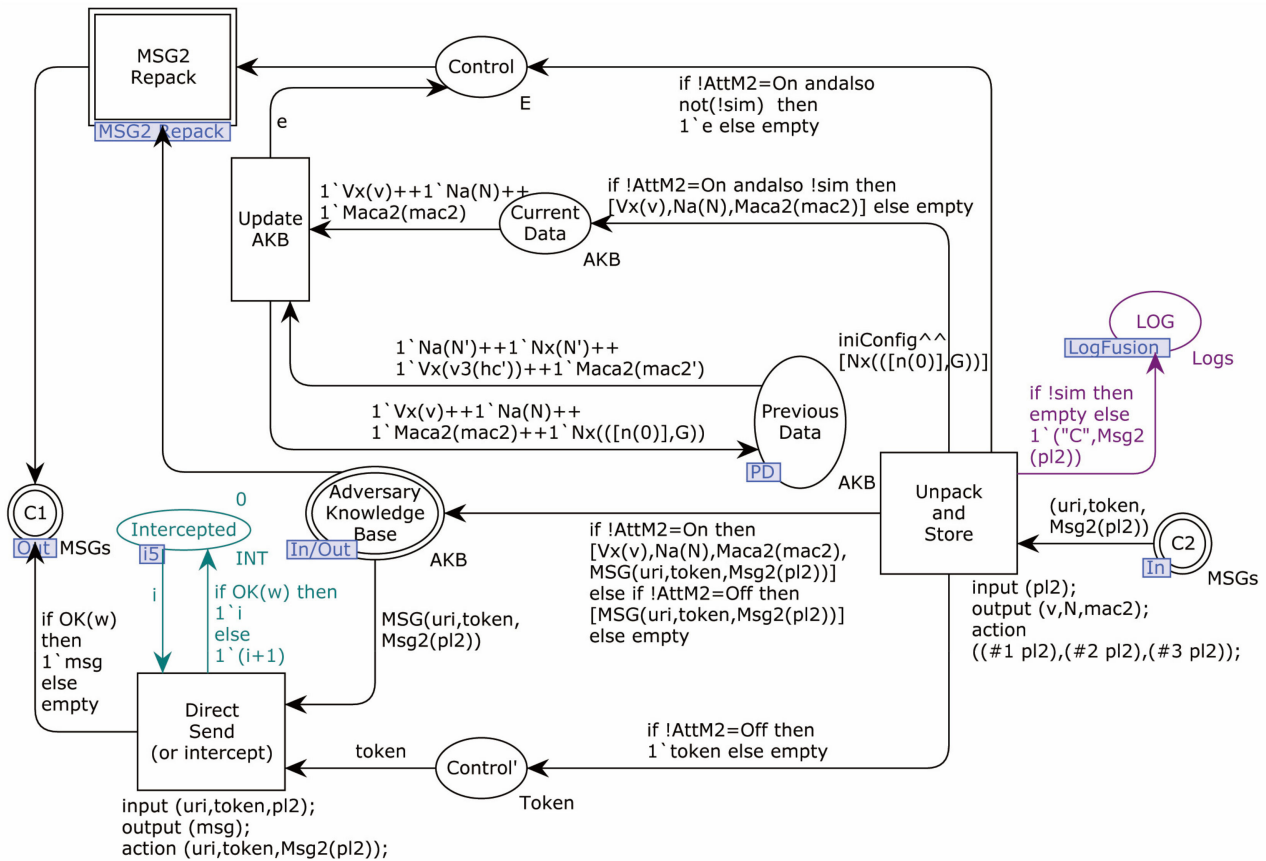 MSG2
Repack
MSG2 Repack
Control
E
if !AttM2=On andalso
not(!sim)  then
1`e else empty
e
Update
AKB
1`Vx(v)++1`Na(N)++
1`Maca2(mac2)
Current
Data
AKB
if !AttM2=On andalso !sim then
[Vx(v),Na(N),Maca2(mac2)] else empty
LOG
LogFusion
Logs
1`Na(N')++1`Nx(N')++
1`Vx(v3(hc'))++1`Maca2(mac2')
iniConfig^^
[Nx(([n(0)],G))]
1`Vx(v)++1`Na(N)++
1`Maca2(mac2)++1`Nx(([n(0)],G))
Previous
Data
PD
AKB
if !sim then
empty else
1`("C",Msg2
(pl2))
C1
Out
MSGs
0
Intercepted
i5
INT
Adversary
Knowledge
Base
In/Out
AKB
if !AttM2=On then
[Vx(v),Na(N),Maca2(mac2),
MSG(uri,token,Msg2(pl2))]
else if !AttM2=Off then
[MSG(uri,token,Msg2(pl2))]
else empty
Unpack
and
Store
(uri,token,
Msg2(pl2))
C2
In
MSGs
input (pl2);
output (v,N,mac2);
action
((#1 pl2),(#2 pl2),(#3 pl2));
if OK(w)
then
1`msg
else
empty
i
if OK(w) then
1`i
else
1`(i+1)
MSG(uri,token,
Msg2(pl2))
Direct
Send
(or intercept)
token
Control'
Token
if !AttM2=Off then
1`token else empty
input (uri,token,pl2);
output (msg);
action (uri,token,Msg2(pl2));